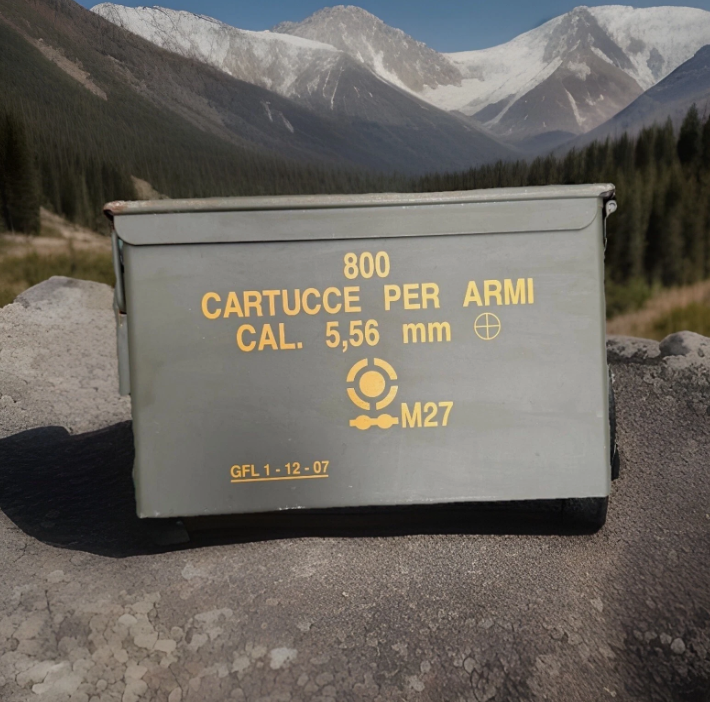 800
CARTUCCE PER ARMI
CAL. 5,56 mm
M27
GFL 1 - 12 - 07